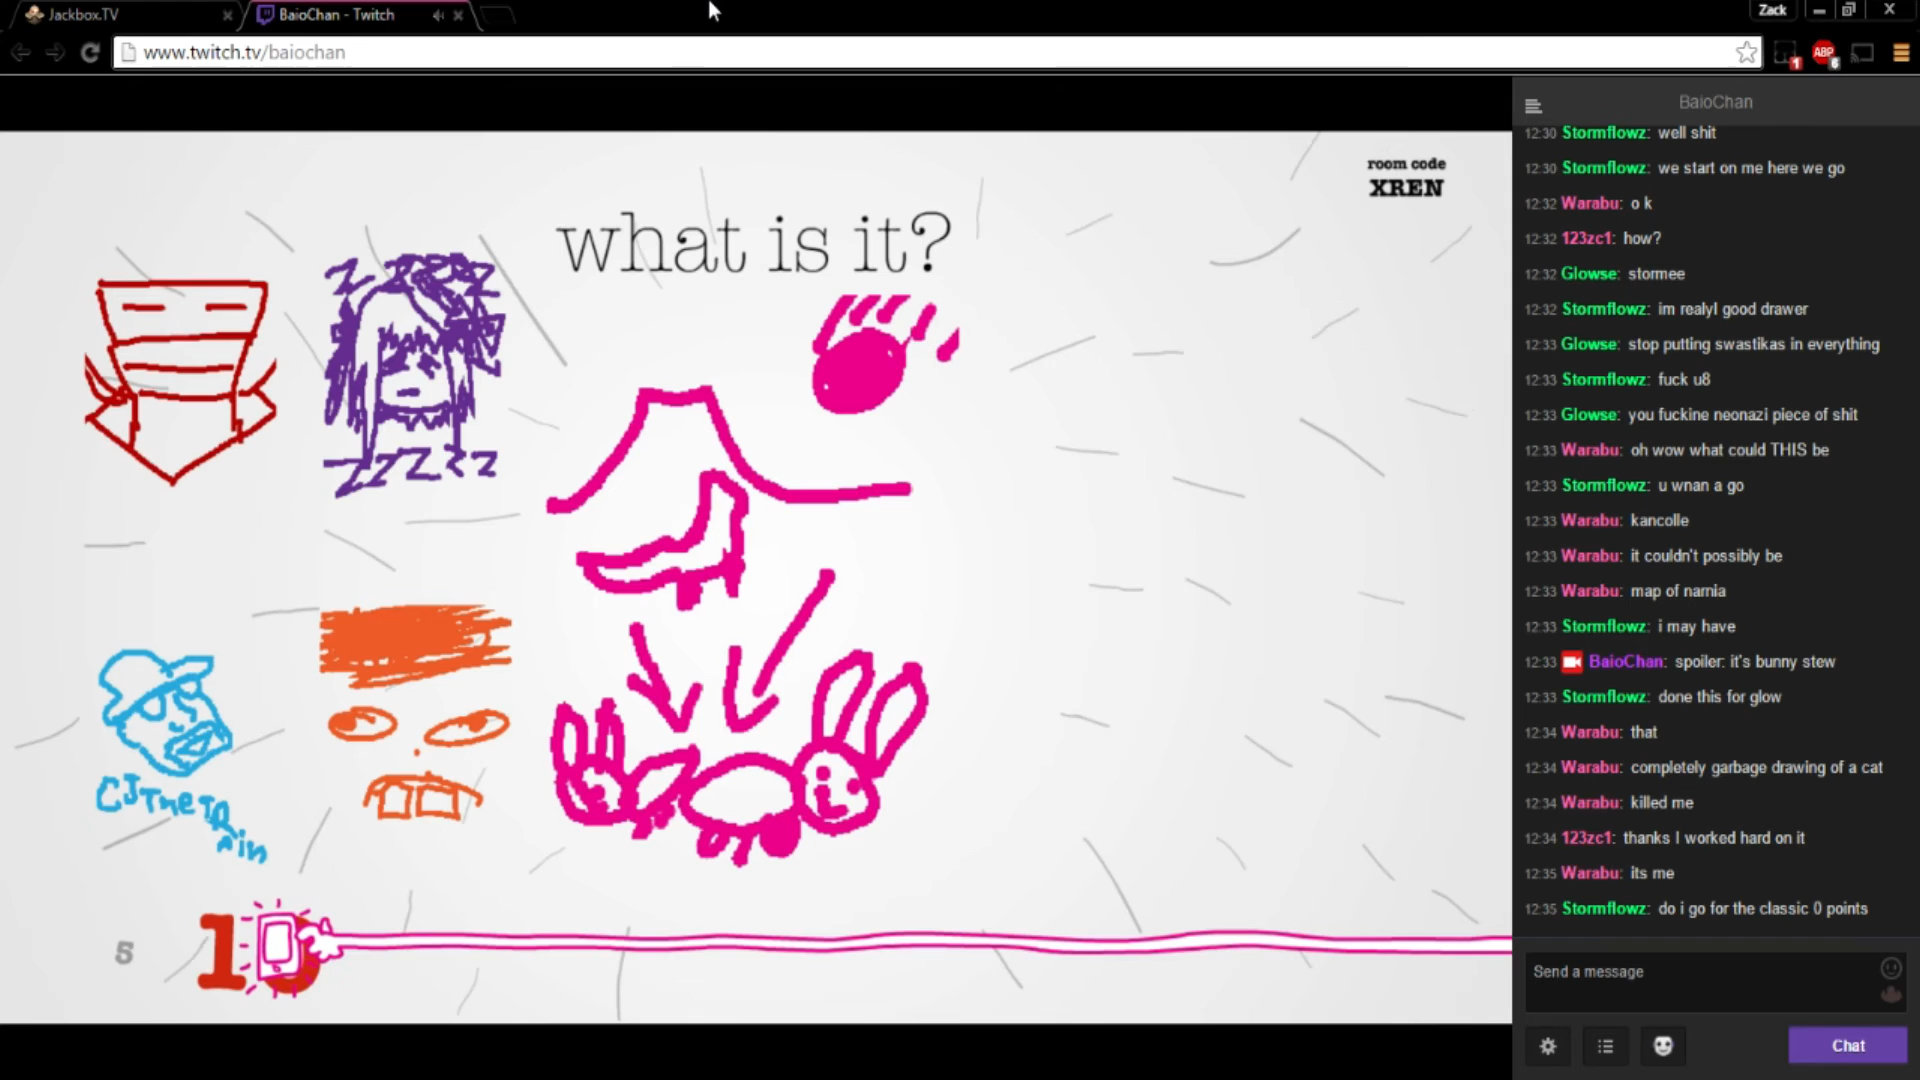 Jackbox.TV
BaioChan - Twitch
Zack
www.twitch.tv/baiochan
1
ABP
6
BaioChan
room code
XREN
what is it?
ZZZZZ
CJTheTRain
5
12:30 Stormflowz: well shit
12:30 Stormflowz: we start on me here we go
12:32 Warabu: o k
12:32 123zc1: how?
12:32 Glowse: stormee
12:32 Stormflowz: im realyl good drawer
12:33 Glowse: stop putting swastikas in everything
12:33 Stormflowz: fuck u8
12:33 Glowse: you fuckine neonazi piece of shit
12:33 Warabu: oh wow what could THIS be
12:33 Stormflowz: u wnan a go
12:33 Warabu: kancolle
12:33 Warabu: it couldn't possibly be
12:33 Warabu: map of narnia
12:33 Stormflowz: i may have
12:33 BaioChan: spoiler: it's bunny stew
12:33 Stormflowz: done this for glow
12:34 Warabu: that
12:34 Warabu: completely garbage drawing of a cat
12:34 Warabu: killed me
12:34 123zc1: thanks I worked hard on it
12:35 Warabu: its me
12:35 Stormflowz: do i go for the classic 0 points
Send a message
Chat